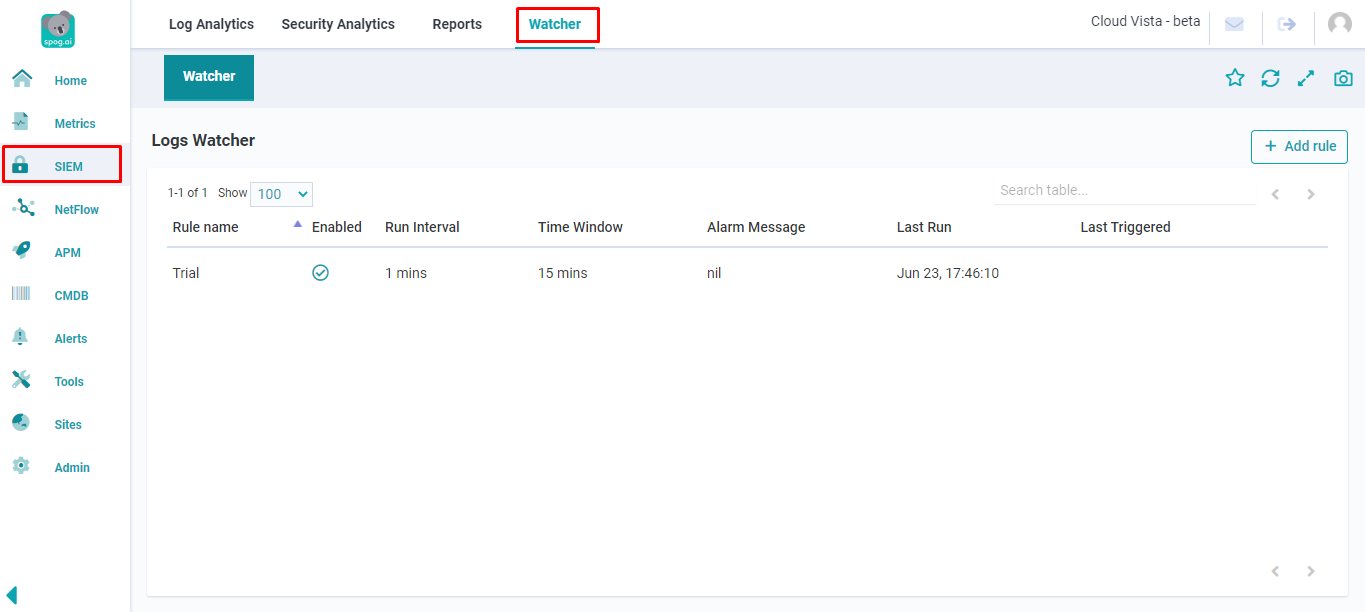 spog.ai
Log Analytics Security Analytics Reports Watcher Cloud Vista - beta
Watcher
Home
Metrics
SIEM
NetFlow
APM
CMDB
Alerts
Tools
Sites
Admin
Logs Watcher
+ Add rule
1-1 of 1 Show 100 Search table...
Rule name Enabled Run Interval Time Window Alarm Message Last Run Last Triggered
Trial 1 mins 15 mins nil Jun 23, 17:46:10